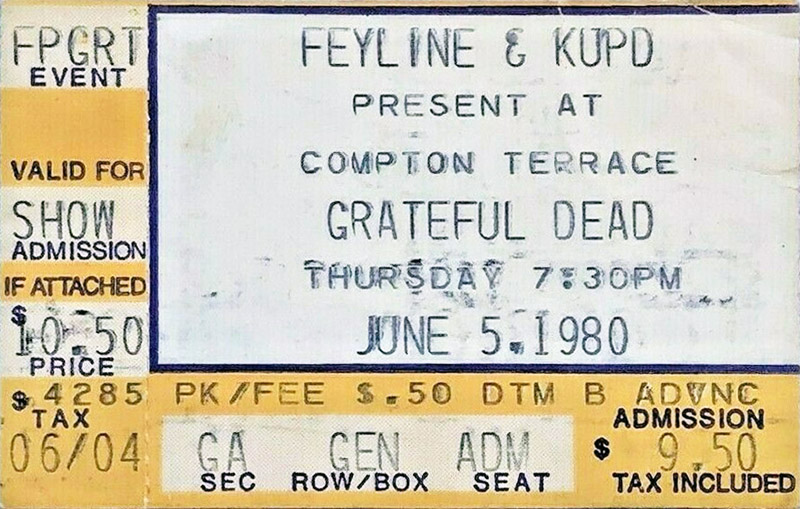 FPGRT
EVENT
VALID FOR
SHOW
ADMISSION
IF ATTACHED
$
10.50
PRICE
$ 4285
TAX
06/04
FEYLINE & KUPD
PRESENT AT
COMPTON TERRACE
GRATEFUL DEAD
THURSDAY 7:30PM
JUNE 5.1980
PK/FEE $.50 DTM B ADVNC
GA GEN ADM
SEC ROW/BOX SEAT
ADMISSION
$ 9.50
TAX INCLUDED